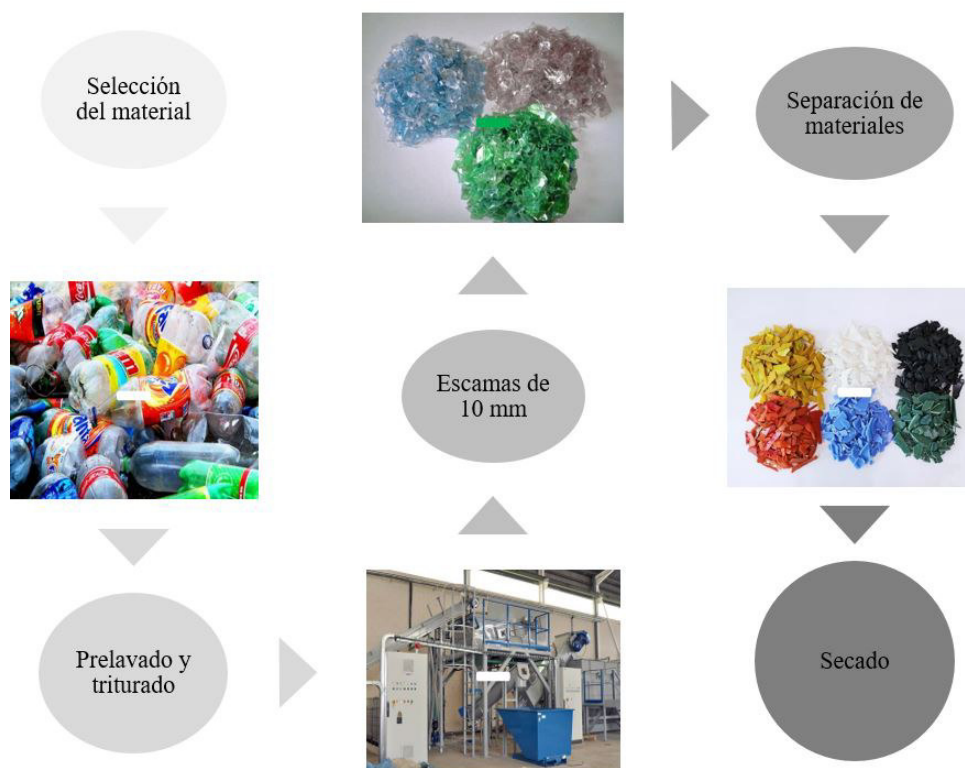 Selección
del material
Prelavado y
triturado
Escamas de
10 mm
Separación de
materiales
Secado